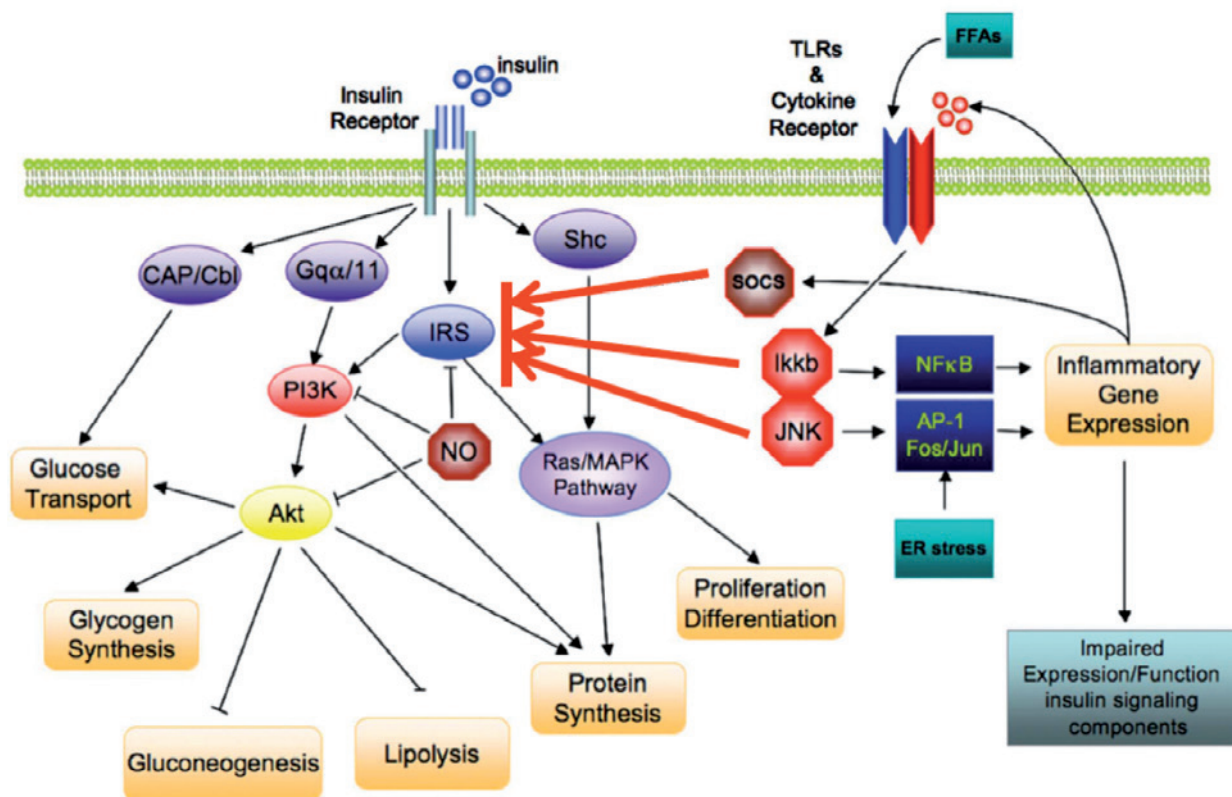 FFAs
TLRs
&
Cytokine
Receptor
insulin
Insulin
Receptor
Shc
CAP/Cbl
Gqα/11
socs
IRS
Ikkb
NFκB
Inflammatory
Gene
Expression
PI3K
JNK
AP-1
Fos/Jun
NO
Ras/MAPK
Pathway
Glucose
Transport
Akt
ER stress
Proliferation
Differentiation
Glycogen
Synthesis
Impaired
Expression/Function
insulin signaling
components
Protein
Synthesis
Gluconeogenesis
Lipolysis